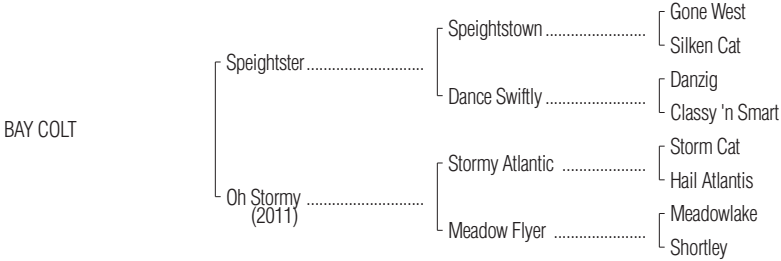 Gone West
Speightstown ........................
Silken Cat
Speightster ............................
Danzig
Dance Swiftly ........................
Classy 'n Smart
BAY COLT
Storm Cat
Stormy Atlantic ....................
Hail Atlantis
Oh Stormy ............................
(2011)
Meadowlake
Meadow Flyer ......................
Shortley